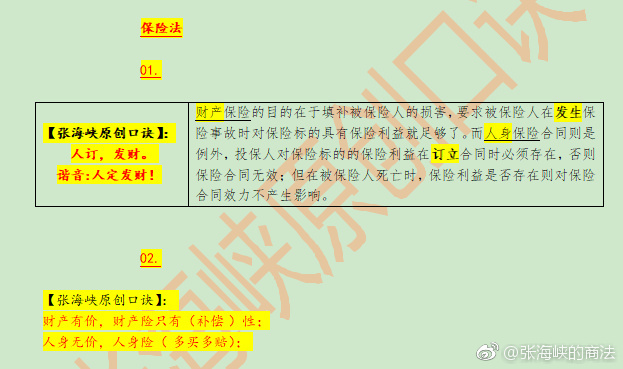 保险法
01.
【张海峡原创口诀】:
人订，发财。
谐音:人定发财！
财产保险的目的在于填补被保险人的损害,要求被保险人在发生保
险事故时对保险标的具有保险利益就足够了。而人身保险合同则是
例外，投保人对保险标的的保险利益在订立合同时必须存在，否则
保险合同无效；但在被保险人死亡时，保险利益是否存在则对保险
合同效力不产生影响。
02.
【张海峡原创口诀】：
财产有价，财产险只有（补偿 ）性；
人身无价，人身险（ 多买多赔)；
张海峡原创口诀
@张海峡的商法